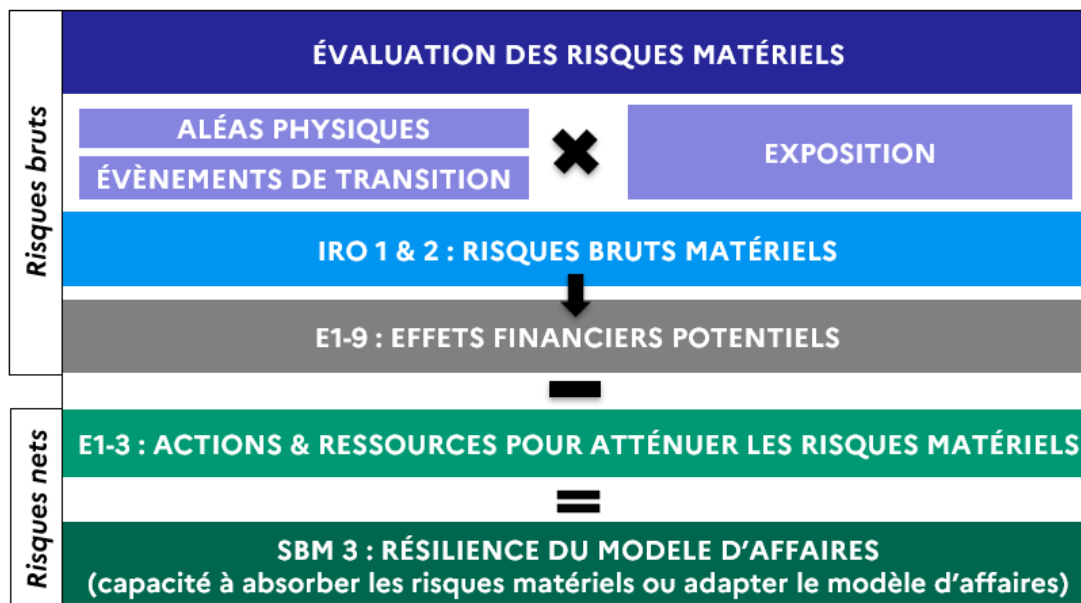 Risques bruts
ÉVALUATION DES RISQUES MATÉRIELS
ALÉAS PHYSIQUES
ÉVÈNEMENTS DE TRANSITION
EXPOSITION
IRO 1 & 2 : RISQUES BRUTS MATÉRIELS
E1-9 : EFFETS FINANCIERS POTENTIELS
Risques nets
E1-3 : ACTIONS & RESSOURCES POUR ATTÉNUER LES RISQUES MATÉRIELS
SBM 3 : RÉSILIENCE DU MODELE D’AFFAIRES
(capacité à absorber les risques matériels ou adapter le modèle d’affaires)